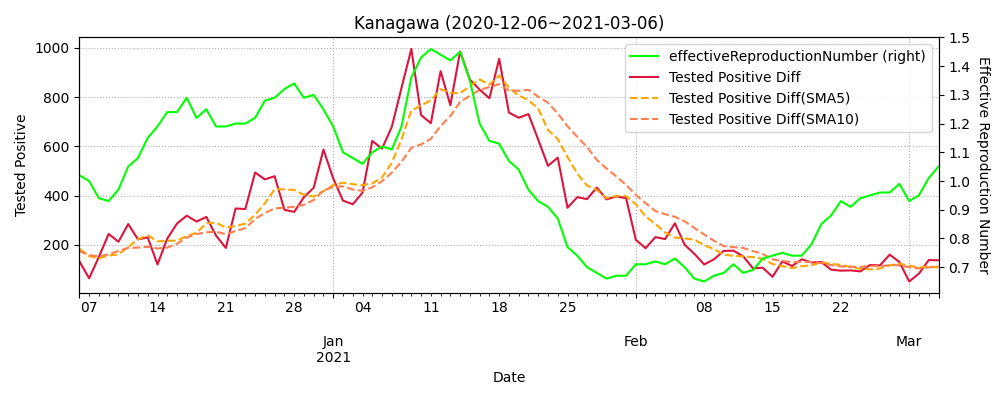 Kanagawa (2020-12-06~2021-03-06)
effectiveReproductionNumber (right)
Tested Positive Diff
Tested Positive Diff(SMA5)
Tested Positive Diff(SMA10)
Tested Positive
1000
800
600
400
200
Effective Reproduction Number
1.5
1.4
1.3
1.2
1.1
1.0
0.9
0.8
0.7
07 14 21 28 04 11 18 25 08 15 22
Jan Feb Mar
2021
Date